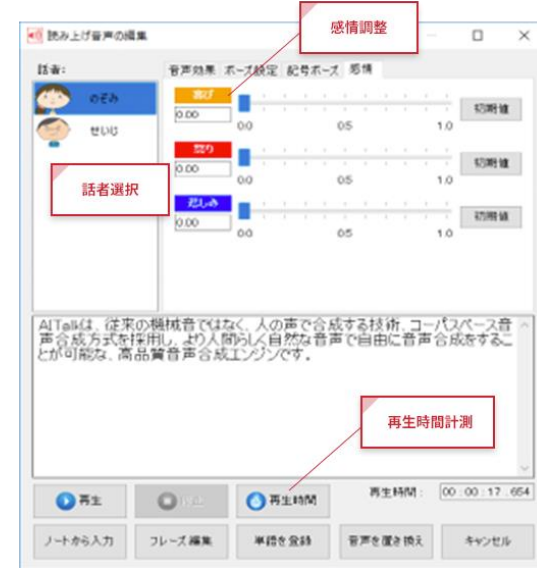 感情調整
読み上げ音声の編集
話者:
音声効果 ポーズ設定 記号ポーズ 感情
のぞみ
せいじ
喜び
0.00
0.0 0.5 1.0
初期値
怒り
0.00
0.0 0.5 1.0
初期値
悲しみ
0.00
0.0 0.5 1.0
初期値
話者選択
AITalkは、従来の機械音ではなく、人の声で合成する技術、コーパスベース音
声合成方式を採用し、より人間らしく自然な音声で自由に音声合成をするこ
とが可能な、高品質音声合成エンジンです。
再生時間計測
再生
再生時間
再生時間:
00:00:17.654
ノートから入力
フレーズ編集
単語を登録
音声を置き換え
キャンセル